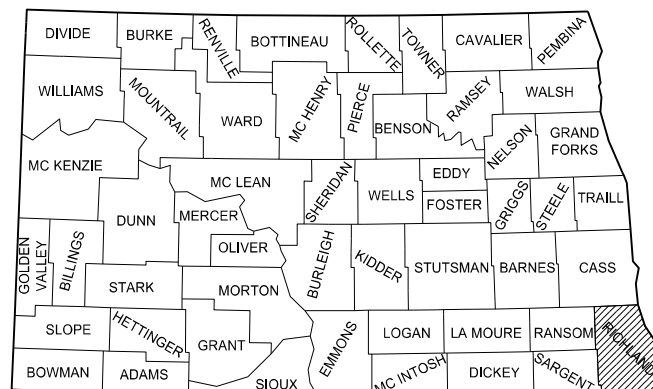 DIVIDE
BURKE
RENVILLE
BOTTINEAU
ROLLETTE
TOWNER
CAVALIER
PEMBINA
WILLIAMS
MOUNTRAIL
WARD
MC HENRY
PIERCE
BENSON
RAMSEY
WALSH
MC KENZIE
NELSON
GRAND
FORKS
MC LEAN
SHERIDAN
WELLS
EDDY
FOSTER
GRIGGS
STEELE
TRAILL
DUNN
MERCER
OLIVER
GOLDEN
VALLEY
BILLINGS
STARK
MORTON
BURLEIGH
KIDDER
STUTSMAN
BARNES
CASS
SLOPE
HETTINGER
GRANT
EMMONS
LOGAN
LA MOURE
RANSOM
RICHLAND
BOWMAN
ADAMS
SIOUX
MC INTOSH
DICKEY
SARGENT